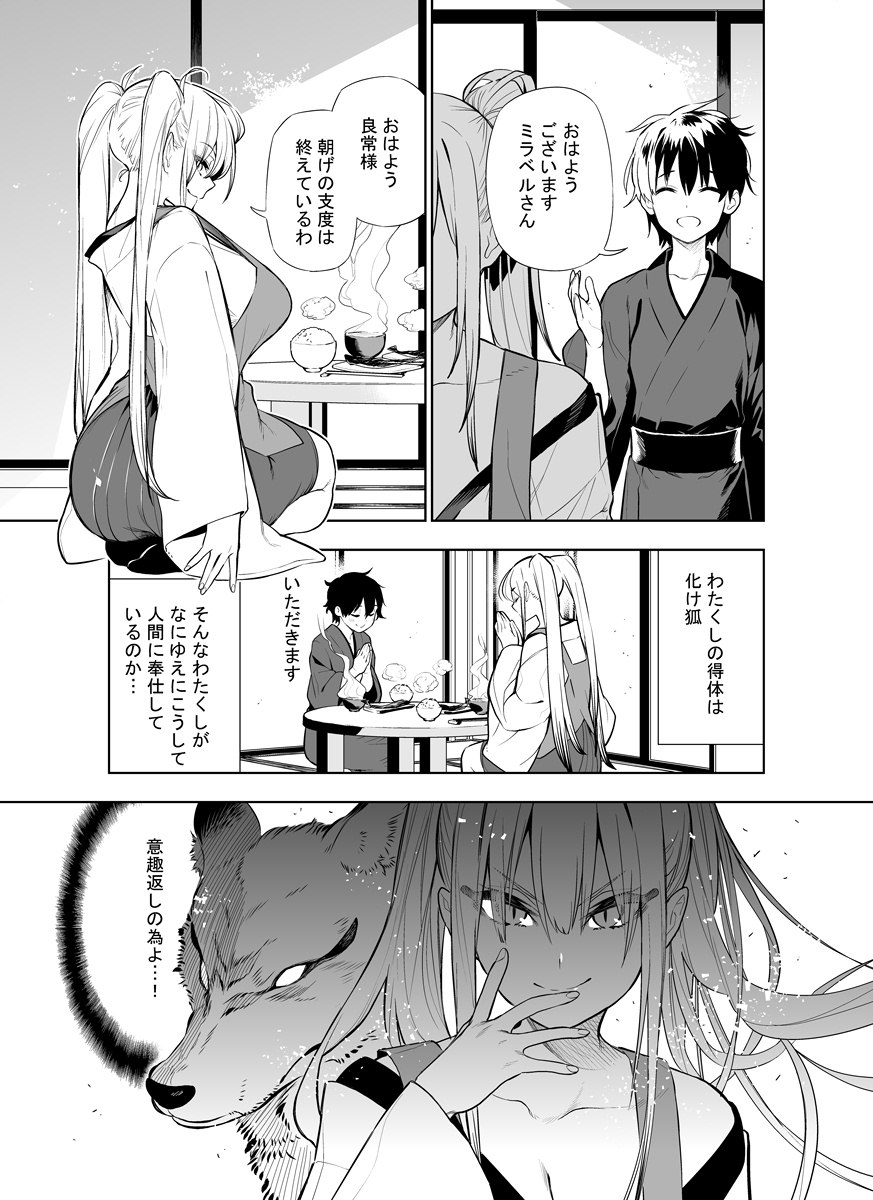 おはよう
ございます
ミラベルさん
おはよう
良常様
朝げの支度は
終えているわ
わたくしの得体は
化け狐
いただきます
そんなわたくしが
なにゆえにこうして
人間に奉仕して
いるのか…
意趣返しの為よ…!